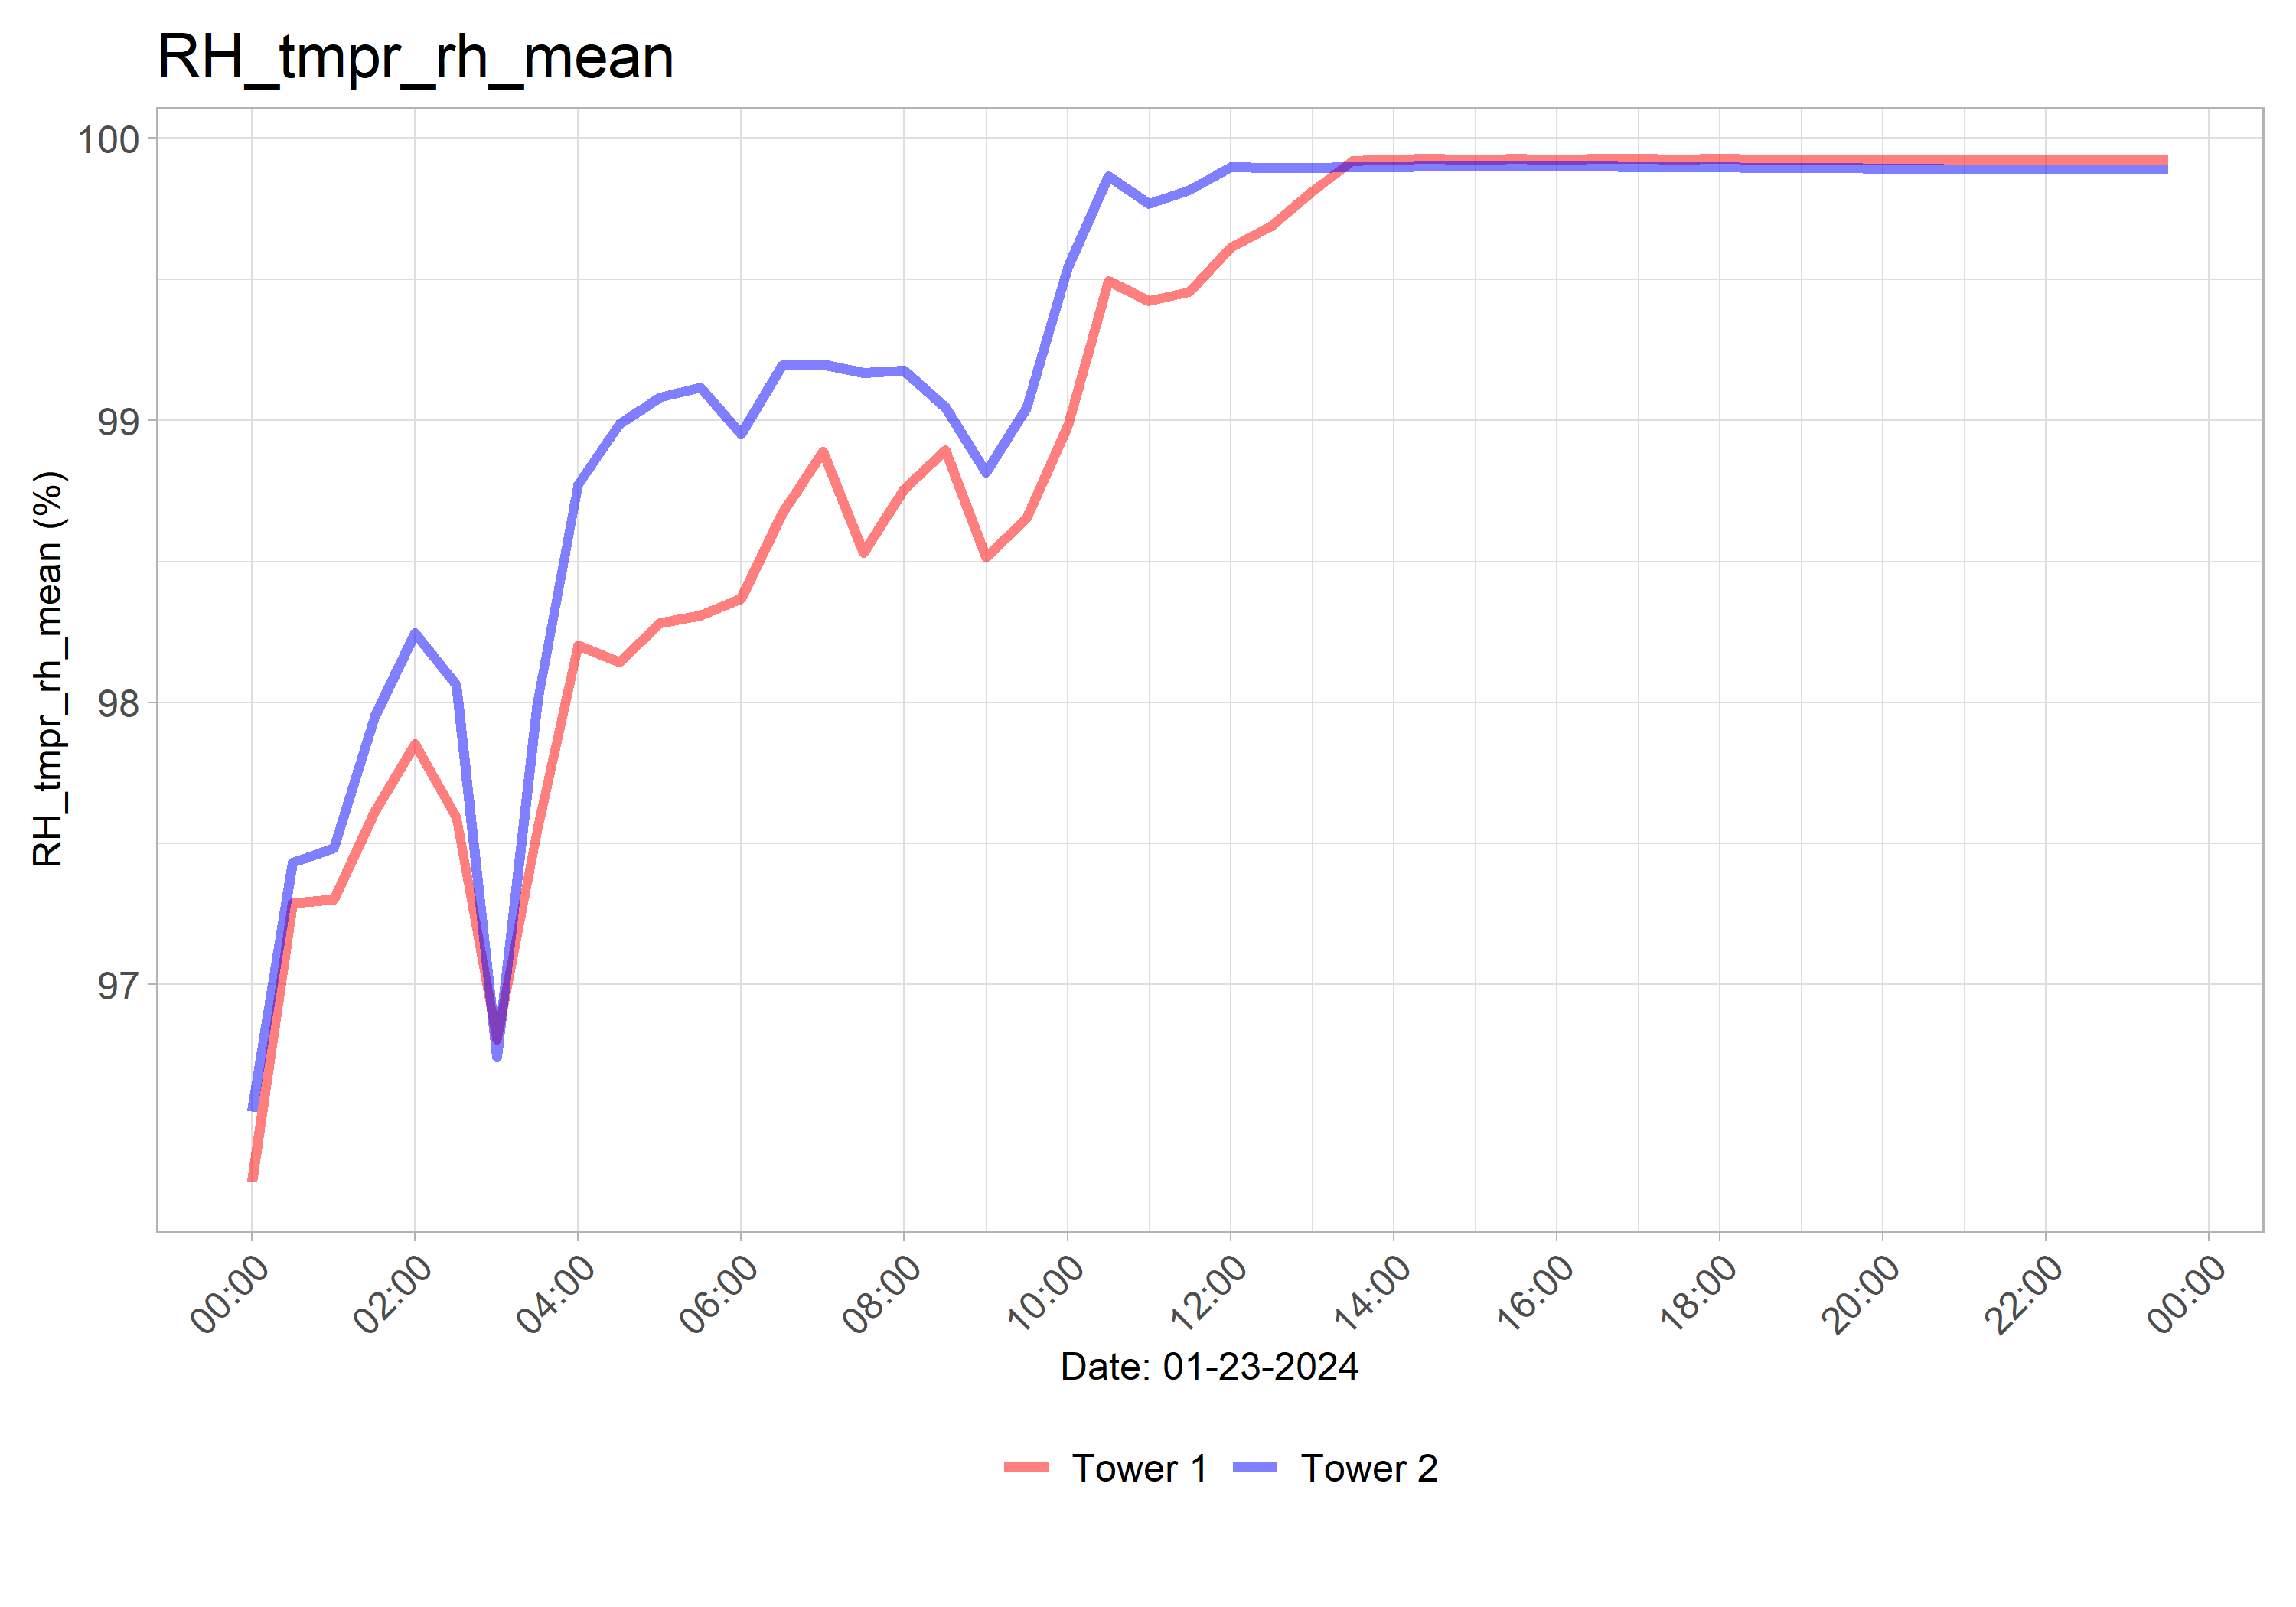 RH_tmpr_rh_mean
RH_tmpr_rh_mean (%)
100
99
98
97
00:00 02:00 04:00 06:00 08:00 10:00 12:00 14:00 16:00 18:00 20:00 22:00 00:00
Date: 01-23-2024
Tower 1 Tower 2